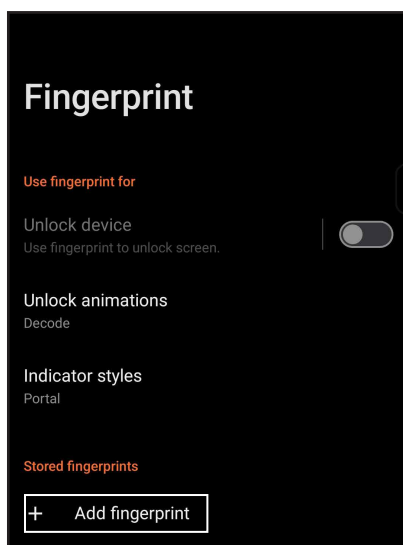 Fingerprint
Use fingerprint for
Unlock device
Use fingerprint to unlock screen.
Unlock animations
Decode
Indicator styles
Portal
Stored fingerprints
+ Add fingerprint